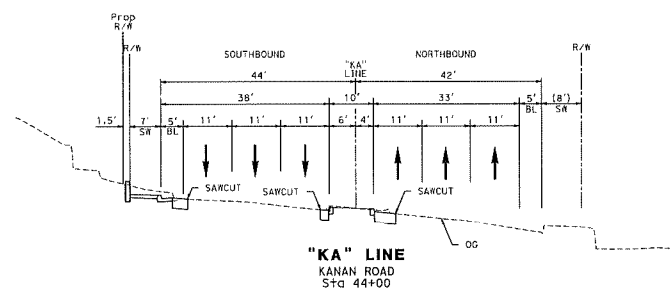 Prop
R/W
R/W
SOUTHBOUND
"KA"
LINE
NORTHBOUND
R/W
44'
42'
38'
10'
33'
5'
BL
(8')
SW
1.5'
7'
SW
5'
BL
11'
11'
11'
6'
4'
11'
11'
11'
SAWCUT
SAWCUT
SAWCUT
OG
"KA" LINE
KANAN ROAD
Sta 44+00